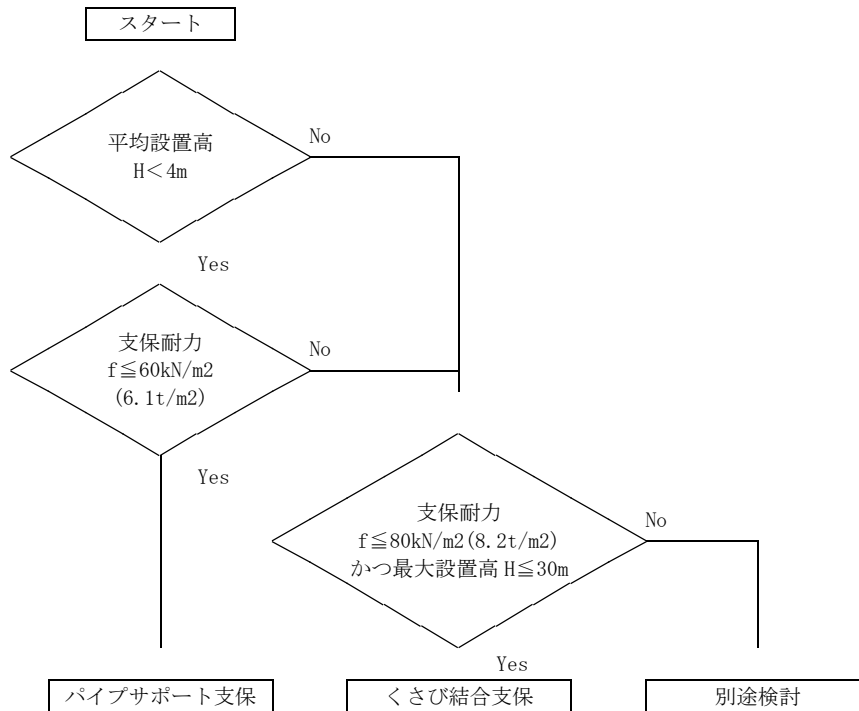 スタート
平均設置高
H＜4m
No
Yes
支保耐力
f≦60kN/m2
(6.1t/m2)
No
Yes
支保耐力
f≦80kN/m2(8.2t/m2)
かつ最大設置高 H≦30m
No
Yes
パイプサポート支保
くさび結合支保
別途検討